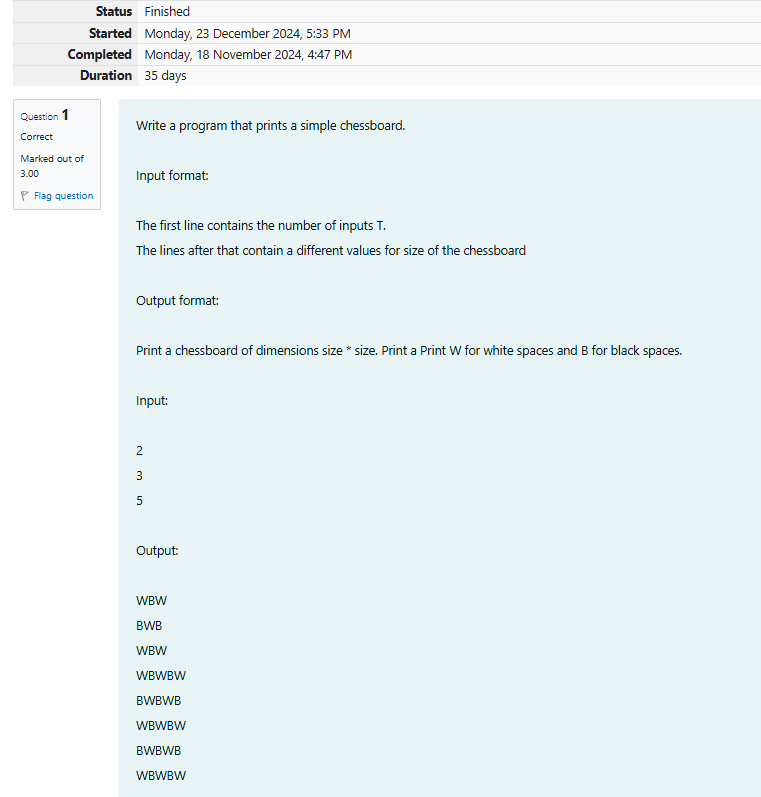 Status Finished
Started Monday, 23 December 2024, 5:33 PM
Completed Monday, 18 November 2024, 4:47 PM
Duration 35 days
Question 1
Correct
Marked out of
3.00
Flag question
Write a program that prints a simple chessboard.
Input format:
The first line contains the number of inputs T.
The lines after that contain a different values for size of the chessboard
Output format:
Print a chessboard of dimensions size * size. Print a Print W for white spaces and B for black spaces.
Input:
2
3
5
Output:
WBW
BWB
WBW
WBWBW
BWBWB
WBWBW
BWBWB
WBWBW